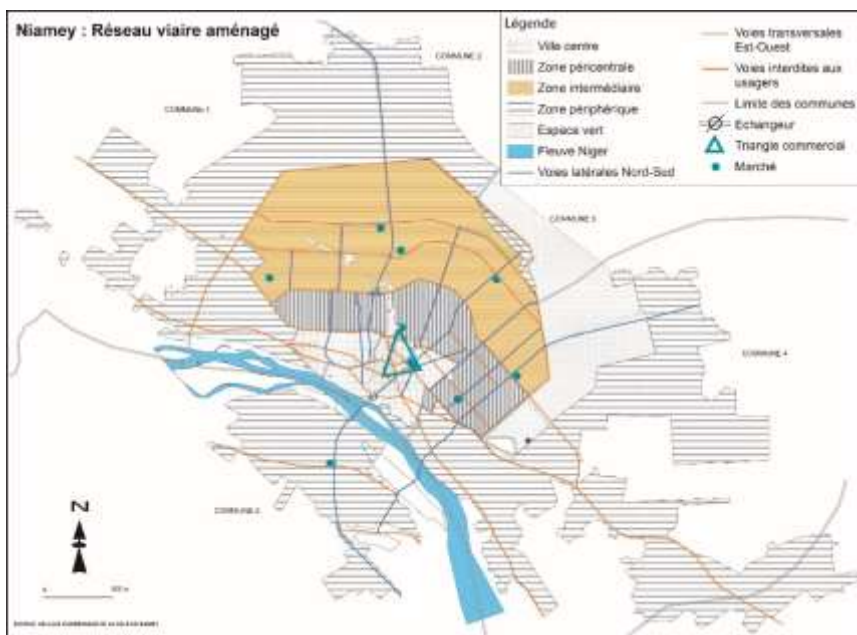 Niamey : Réseau viaire aménagé
Légende
Ville centre
Zone péricentrale
Zone intermédiaire
Zone périphérique
Espace vert
Fleuve Niger
Voies latérales Nord-Sud
Voies transversales
Est-Ouest
Voies interdites aux
usagers
Limite des communes
Echangeur
Triangle commercial
Marché
COMMUNE 2
COMMUNE 1
COMMUNE 3
COMMUNE 4
COMMUNE
N
0